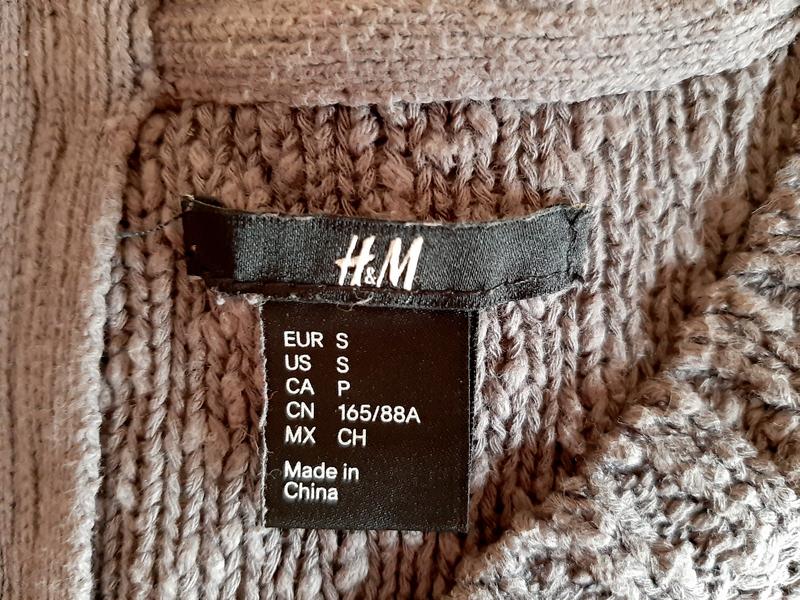 H&M
EUR S
US S
CA P
CN 165/88A
MX CH
Made in
China